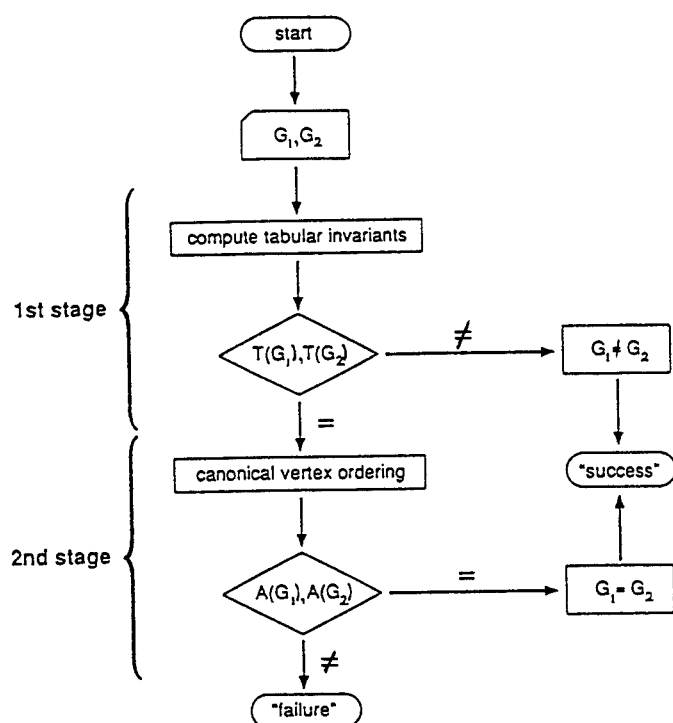 start
G₁,G₂
compute tabular invariants
1st stage
T(G₁),T(G₂)
≠
G₁ ≠ G₂
=
canonical vertex ordering
"success"
2nd stage
A(G₁),A(G₂)
=
G₁ = G₂
≠
"failure"